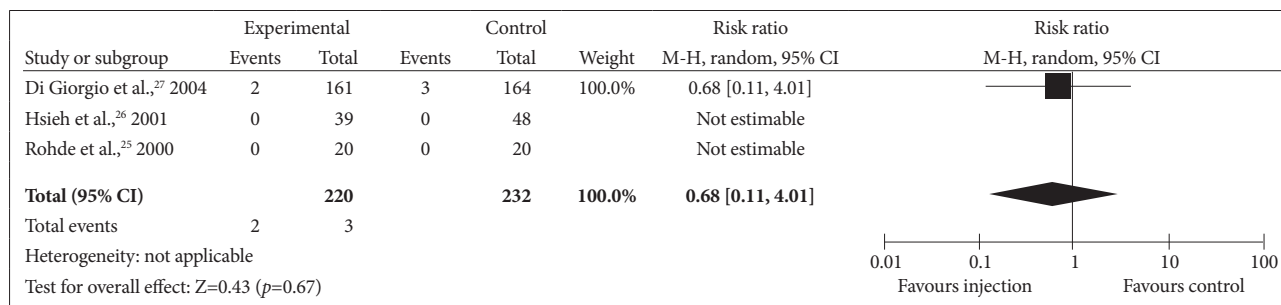 Experimental Control Risk ratio Risk ratio
Study or subgroup Events Total Events Total Weight M-H, random, 95% CI M-H, random, 95% CI
Di Giorgio et al.,²⁷ 2004 2 161 3 164 100.0% 0.68 [0.11, 4.01]
Hsieh et al.,²⁶ 2001 0 39 0 48 Not estimable
Rohde et al.,²⁵ 2000 0 20 0 20 Not estimable
Total (95% CI) 220 232 100.0% 0.68 [0.11, 4.01]
Total events 2 3
Heterogeneity: not applicable
Test for overall effect: Z=0.43 (p=0.67)
0.01 0.1 1 10 100
Favours injection Favours control